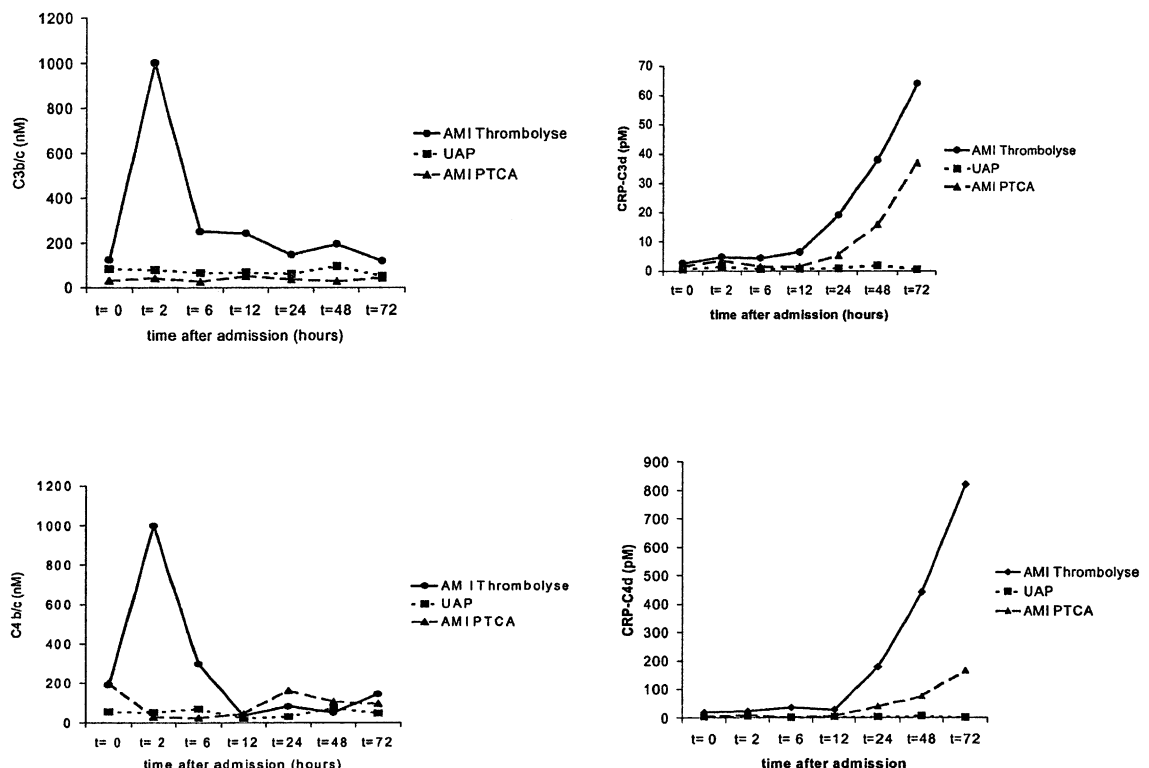 1200
1000
800
600
400
200
0
C3b/c (nM)
t= 0 t= 2 t= 6 t=12 t=24 t=48 t=72
time after admission (hours)
AMI Thrombolyse
UAP
AMI PTCA
70
60
50
40
30
20
10
0
CRP-C3d (pM)
t= 0 t= 2 t= 6 t=12 t=24 t=48 t=72
time after admission (hours)
AMI Thrombolyse
UAP
AMI PTCA
1200
1000
800
600
400
200
0
C4 b/c (nM)
t= 0 t= 2 t= 6 t=12 t=24 t=48 t=72
time after admission (hours)
AM I Thrombolyse
UAP
AMI PTCA
900
800
700
600
500
400
300
200
100
0
CRP-C4d (pM)
t= 0 t= 2 t= 6 t=12 t=24 t=48 t=72
time after admission
AMI Thrombolyse
UAP
AMI PTCA